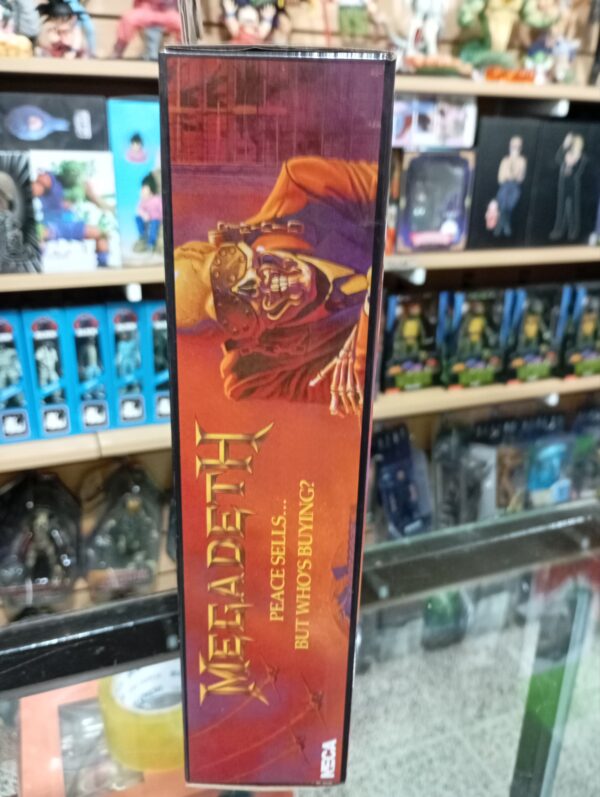 MEGADETH
PEACE SELLS...
BUT WHO'S BUYING?
NECA